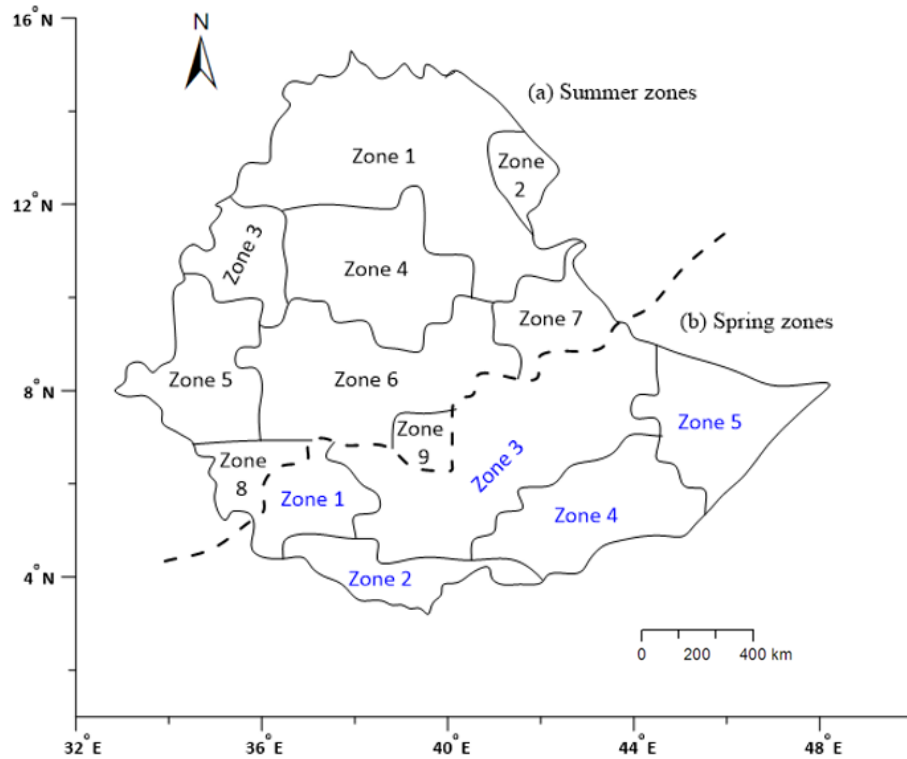 16° N
N
(a) Summer zones
Zone 1
Zone
2
12° N
Zone 3
Zone 4
Zone 7
(b) Spring zones
8° N
Zone 5
Zone 6
Zone
9
Zone 5
Zone 3
Zone
8
Zone 1
Zone 4
4° N
Zone 2
0 200 400 km
32° E 36° E 40° E 44° E 48° E